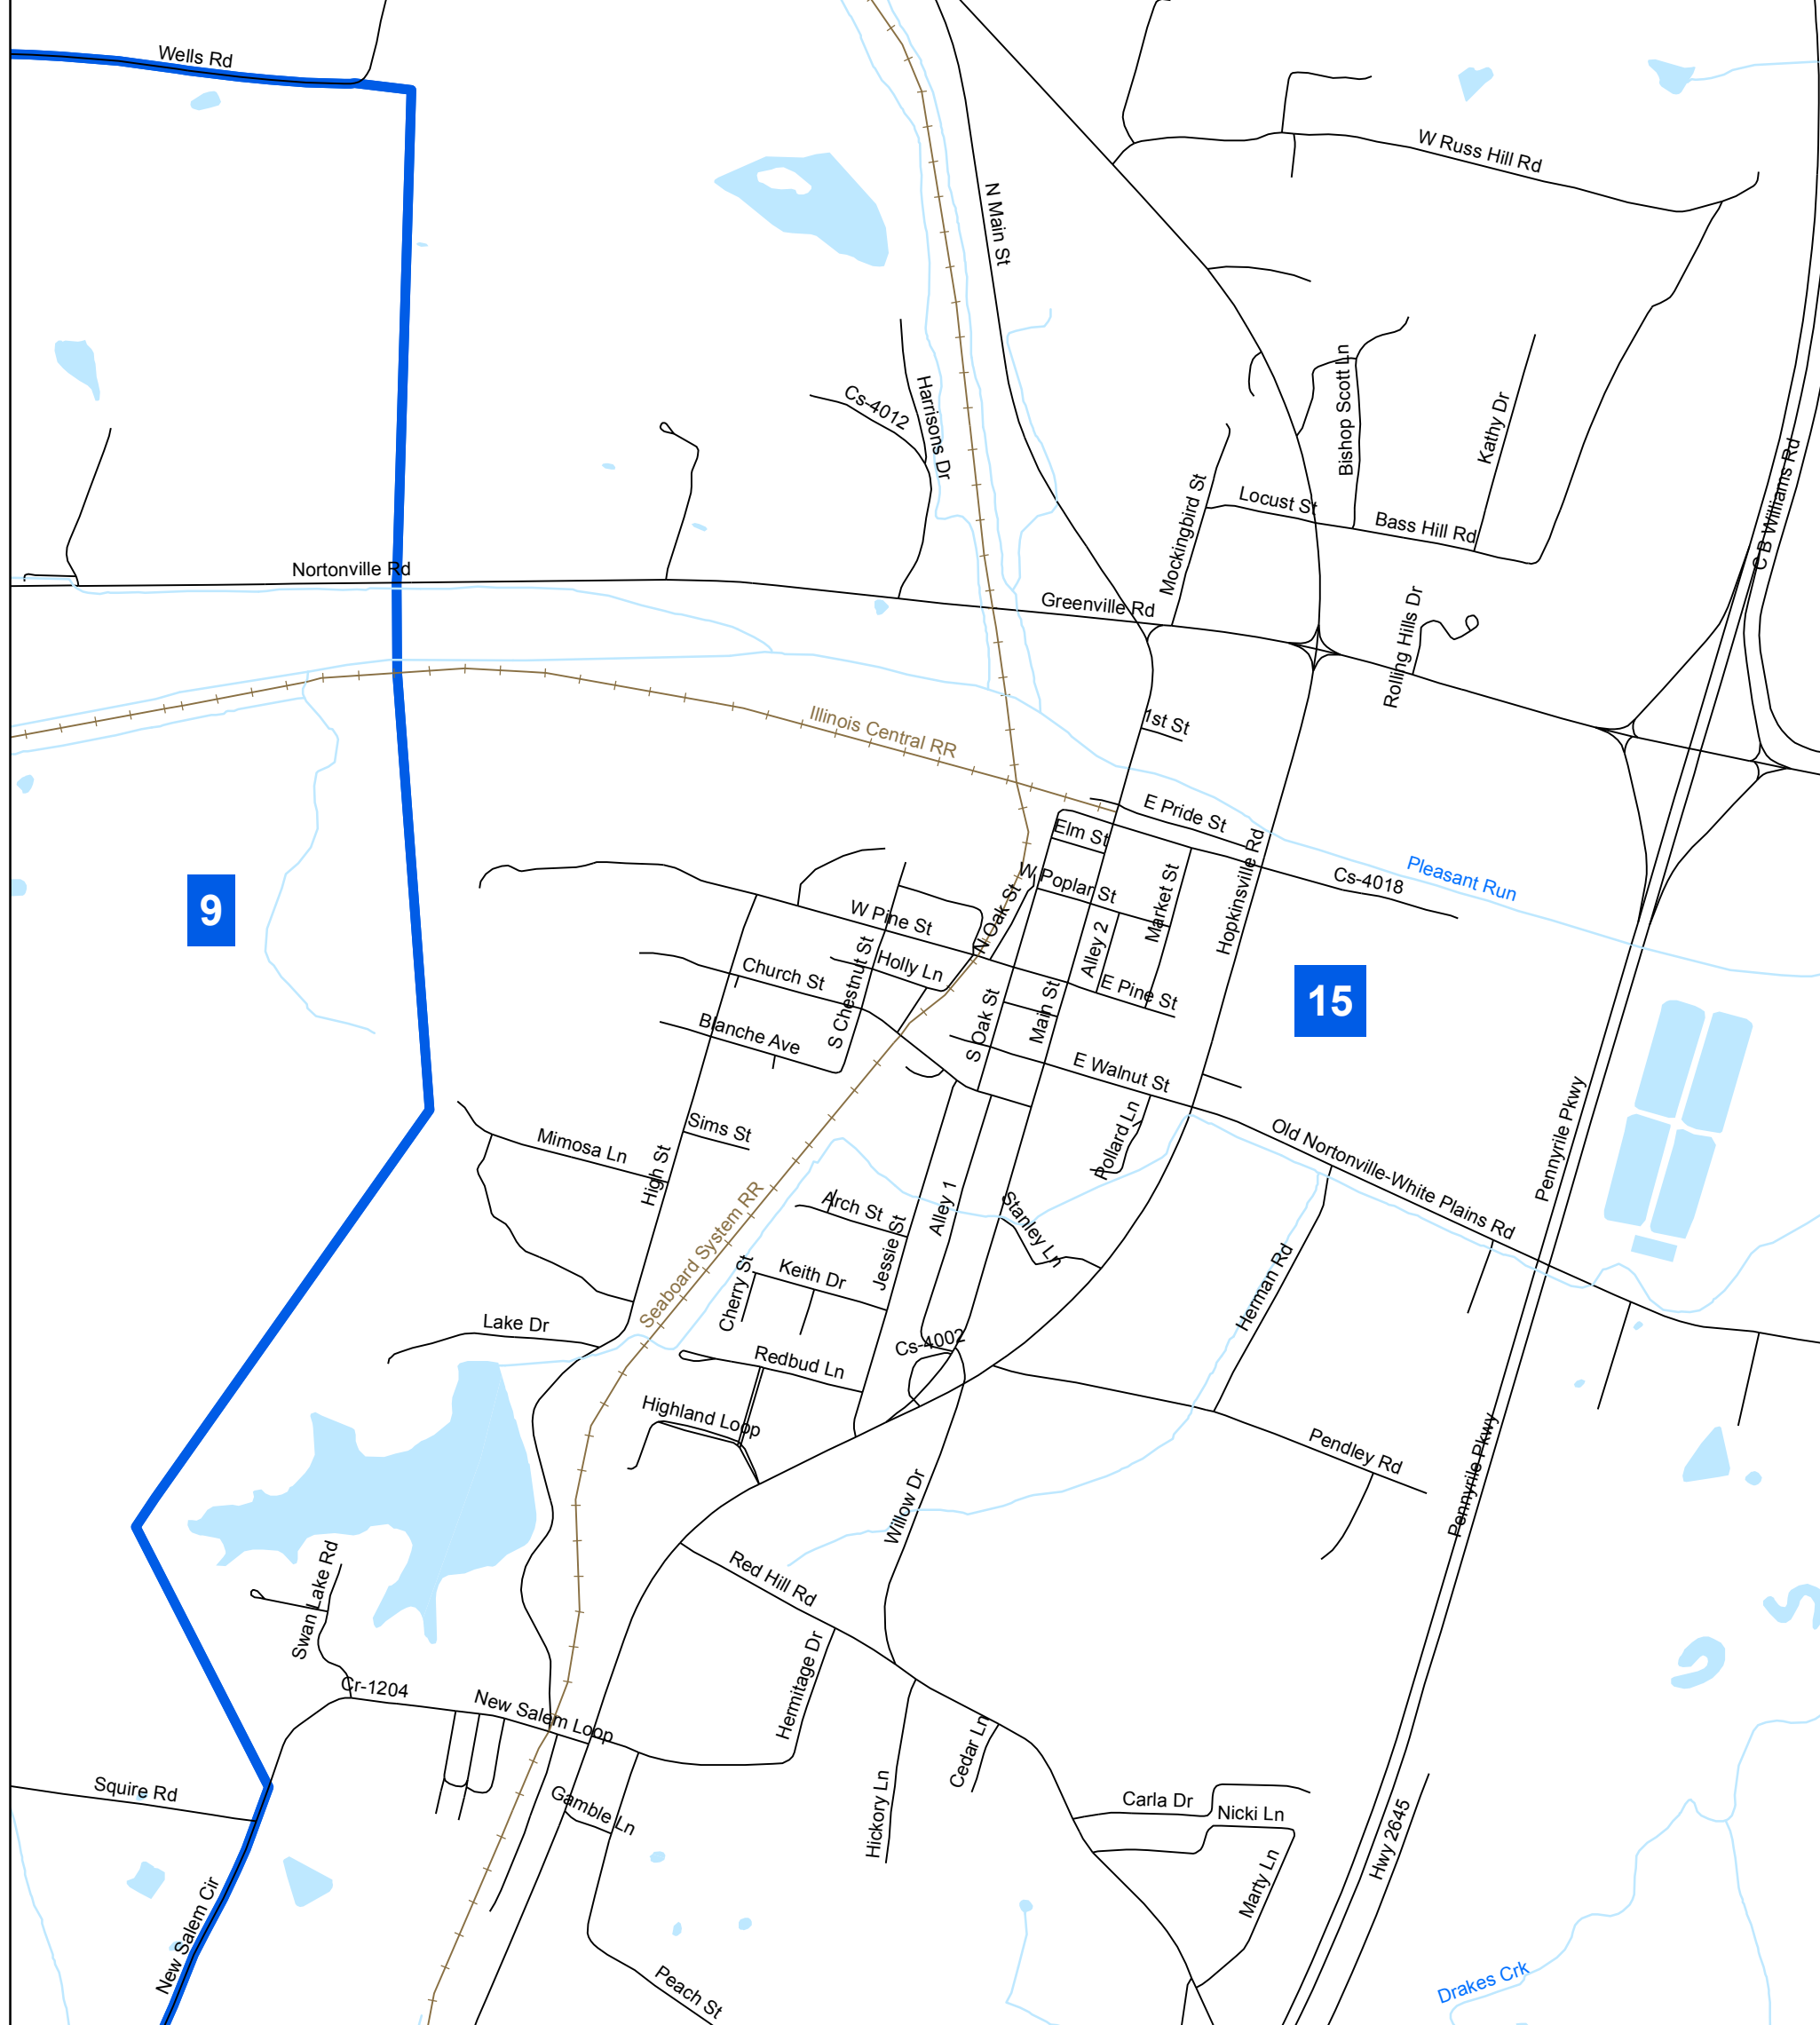 Wells Rd
W Russ Hill Rd
N Main St
Cs-4012
Harrisons Dr
Bishop Scott Ln
Kathy Dr
Mockingbird St
Locust St
Bass Hill Rd
C B Williams Rd
Nortonville Rd
Greenville Rd
Rolling Hills Dr
Illinois Central RR
1st St
E Pride St
Elm St
Hopkinsville Rd
Pleasant Run
Cs-4018
W Poplar St
Market St
9
W Pine St
N Oak St
Alley 2
Holly Ln
Church St
S Chestnut St
E Pine St
15
S Oak St
Main St
Blanche Ave
E Walnut St
Pennyrile Pkwy
Old Nortonville-White Plains Rd
Pollard Ln
Sims St
Mimosa Ln
High St
Arch St
Alley 1
Stanley Ln
Jessie St
Seaboard System RR
Cherry St
Keith Dr
Herman Rd
Lake Dr
Cs-4002
Redbud Ln
Highland Loop
Pendley Rd
Pennyrile Pkwy
Willow Dr
Red Hill Rd
Swan Lake Rd
Hermitage Dr
Cr-1204
New Salem Loop
Cedar Ln
Squire Rd
Gamble Ln
Hickory Ln
Carla Dr
Nicki Ln
Hwy 2645
Marty Ln
New Salem Cir
Peach St
Drakes Crk